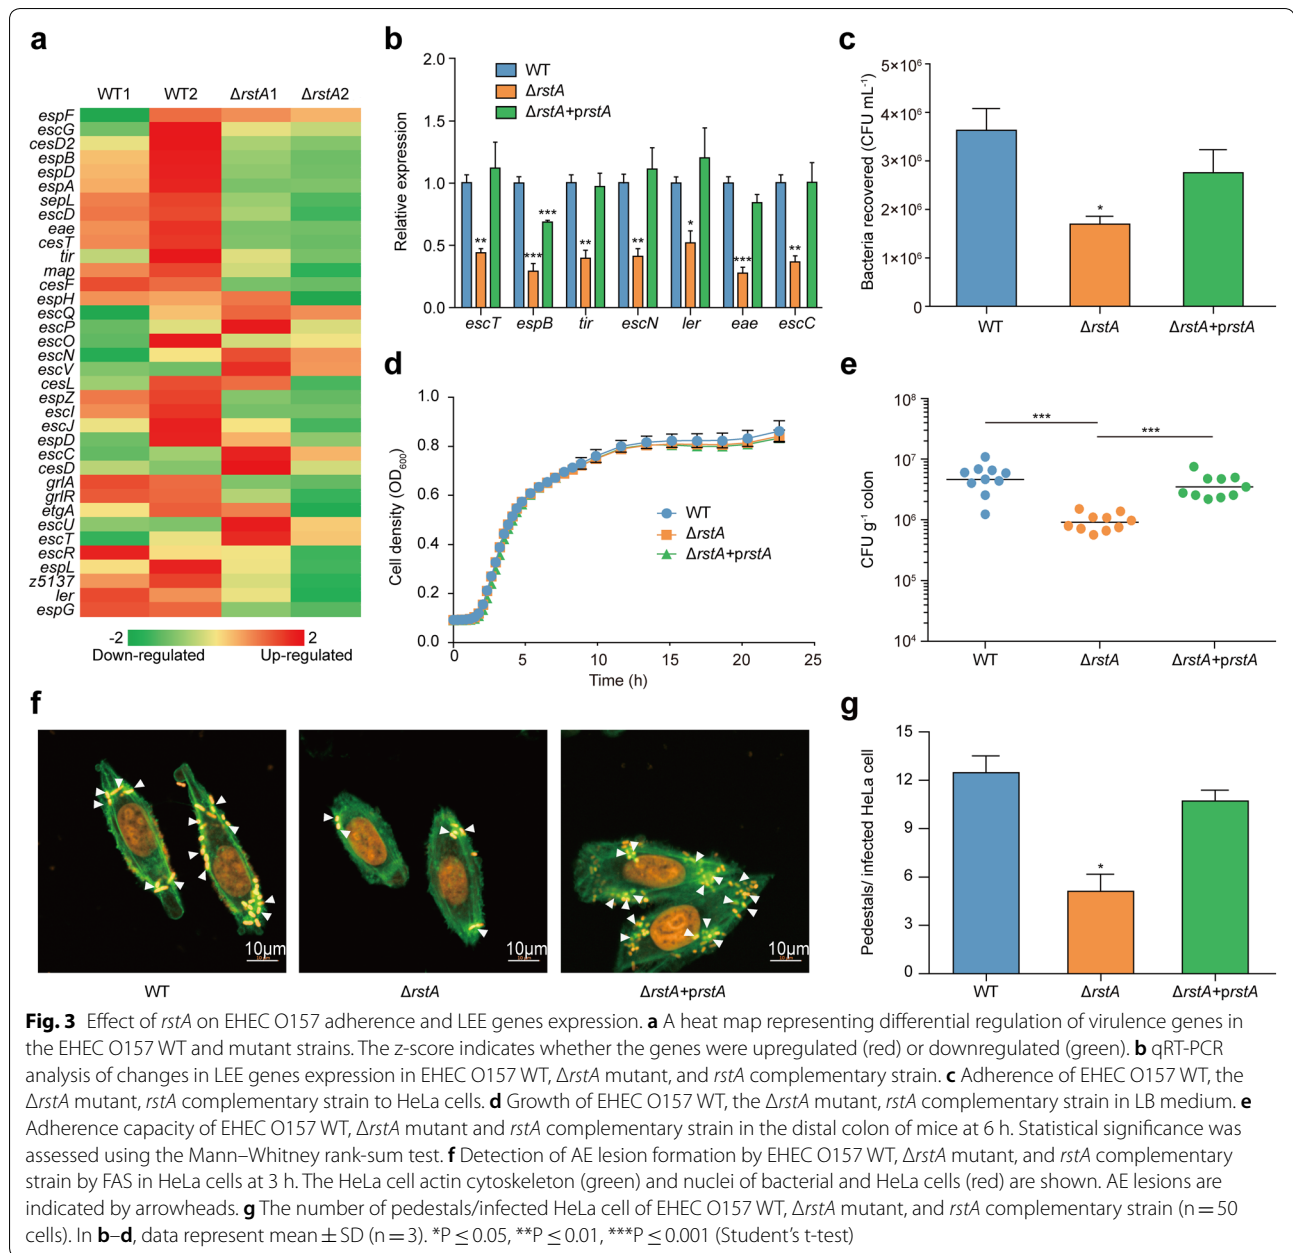 a
WT1 WT2 ΔrstA1 ΔrstA2
espF
escG
cesD2
espB
espD
espA
sepL
escD
eae
cesT
tir
map
cesF
espH
escQ
escP
escO
escN
escV
cesL
espZ
escI
escJ
espD
escC
cesD
grlA
grlR
etgA
escU
escT
escR
espL
z5137
ler
espG
-2 2
Down-regulated Up-regulated
b
2.0
1.5
1.0
0.5
0.0
Relative expression
WT
ΔrstA
ΔrstA+prstA
** *** *** ** ** * *** **
escT espB tir escN ler eae escC
c
5×10⁶
4×10⁶
3×10⁶
2×10⁶
1×10⁶
0
Bacteria recovered (CFU mL⁻¹)
*
WT ΔrstA ΔrstA+prstA
d
1.0
0.8
0.6
0.4
0.2
0.0
Cell density (OD₆₀₀)
WT
ΔrstA
ΔrstA+prstA
0 5 10 15 20 25
Time (h)
e
10⁸
10⁷
10⁶
10⁵
10⁴
CFU g⁻¹ colon
*** ***
WT ΔrstA ΔrstA+prstA
f
10μm 10μm 10μm
WT ΔrstA ΔrstA+prstA
g
15
12
9
6
3
0
Pedestals/ infected HeLa cell
*
WT ΔrstA ΔrstA+prstA
Fig. 3 Effect of rstA on EHEC O157 adherence and LEE genes expression. a A heat map representing differential regulation of virulence genes in
the EHEC O157 WT and mutant strains. The z-score indicates whether the genes were upregulated (red) or downregulated (green). b qRT-PCR
analysis of changes in LEE genes expression in EHEC O157 WT, ΔrstA mutant, and rstA complementary strain. c Adherence of EHEC O157 WT, the
ΔrstA mutant, rstA complementary strain to HeLa cells. d Growth of EHEC O157 WT, the ΔrstA mutant, rstA complementary strain in LB medium. e
Adherence capacity of EHEC O157 WT, ΔrstA mutant and rstA complementary strain in the distal colon of mice at 6 h. Statistical significance was
assessed using the Mann–Whitney rank-sum test. f Detection of AE lesion formation by EHEC O157 WT, ΔrstA mutant, and rstA complementary
strain by FAS in HeLa cells at 3 h. The HeLa cell actin cytoskeleton (green) and nuclei of bacterial and HeLa cells (red) are shown. AE lesions are
indicated by arrowheads. g The number of pedestals/infected HeLa cell of EHEC O157 WT, ΔrstA mutant, and rstA complementary strain (n = 50
cells). In b–d, data represent mean ± SD (n = 3). *P ≤ 0.05, **P ≤ 0.01, ***P ≤ 0.001 (Student's t-test)